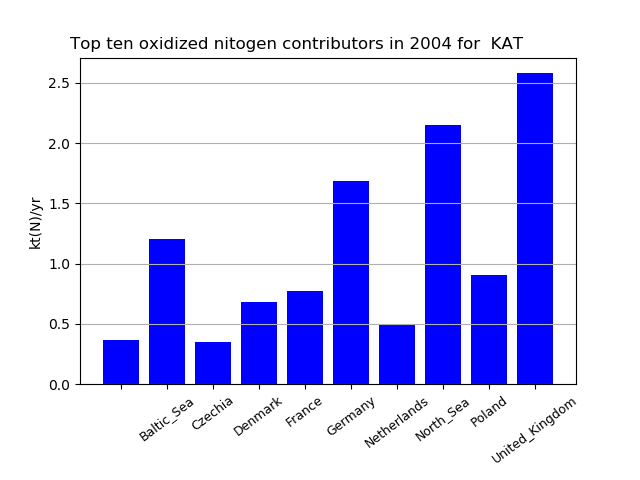 Top ten oxidized nitogen contributors in 2004 for  KAT
kt(N)/yr
2.5
2.0
1.5
1.0
0.5
0.0
Baltic_Sea
Czechia
Denmark
France
Germany
Netherlands
North_Sea
Poland
United_Kingdom